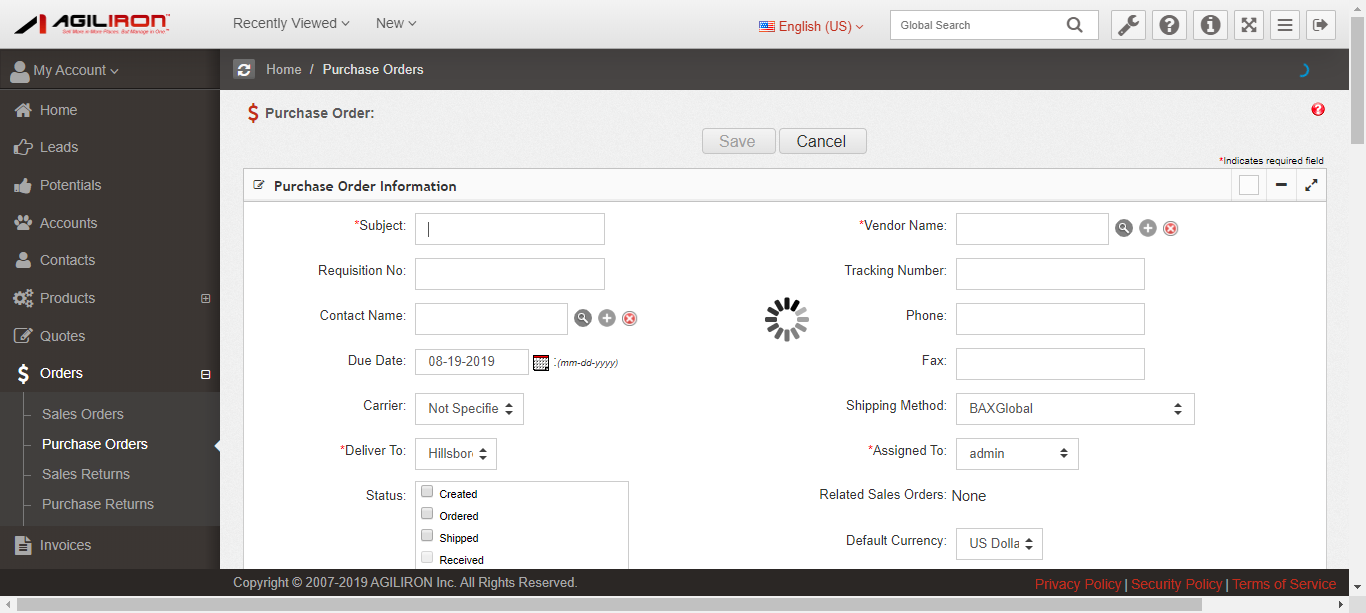 AGILIRON
Sell More in More Places. But Manage in One™
Recently Viewed
New
English (US)
Global Search
My Account
Home / Purchase Orders
Home
Leads
Potentials
Accounts
Contacts
Products
Quotes
Orders
Sales Orders
Purchase Orders
Sales Returns
Purchase Returns
Invoices
Purchase Order:
Save
Cancel
*Indicates required field
Purchase Order Information
*Subject:
*Vendor Name:
Requisition No:
Tracking Number:
Contact Name:
Phone:
Due Date: 08-19-2019 (mm-dd-yyyy)
Fax:
Carrier: Not Specifie
Shipping Method: BAXGlobal
*Deliver To: Hillsbor
*Assigned To: admin
Status:
Created
Ordered
Shipped
Received
Related Sales Orders: None
Default Currency: US Dolla
Copyright © 2007-2019 AGILIRON Inc. All Rights Reserved.
Privacy Policy | Security Policy | Terms of Service